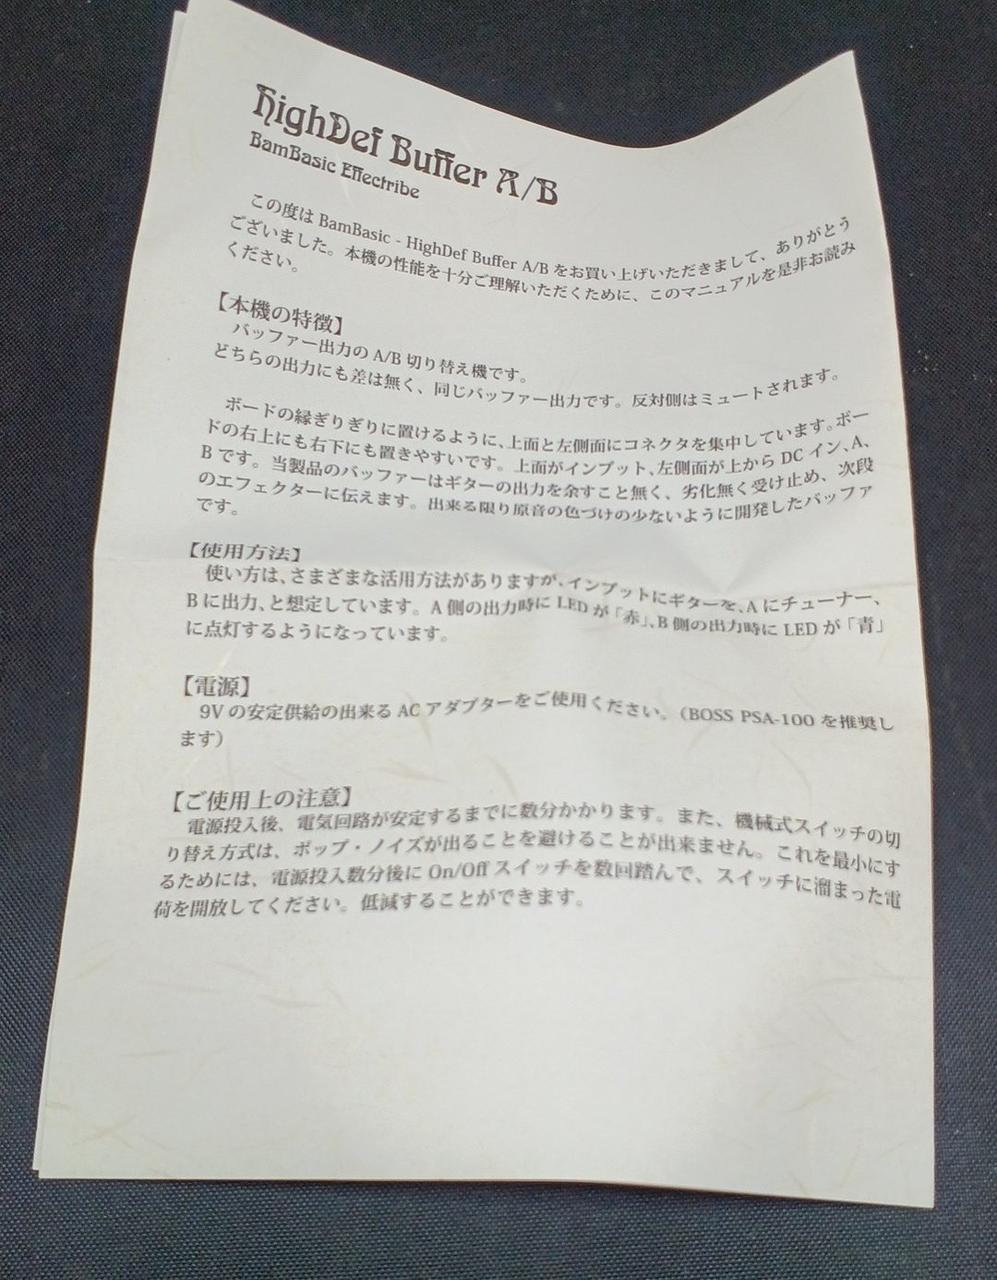 HighDef Buffer A/B
BamBasic Effectribe
この度は BamBasic - HighDef Buffer A/B をお買い上げいただきまして、ありがとう
ございました。本機の性能を十分ご理解いただくために、このマニュアルを是非お読み
ください。
【本機の特徴】
バッファー出力の A/B 切り替え機です。
どちらの出力にも差は無く、同じバッファー出力です。反対側はミュートされます。
ボードの縁ぎりぎりに置けるように、上面と左側面にコネクタを集中しています。ボー
ドの右上にも右下にも置きやすいです。上面がインプット、左側面が上から DC イン、A、
B です。当製品のバッファーはギターの出力を余すこと無く、劣化無く受け止め、次段
のエフェクターに伝えます。出来る限り原音の色づけの少ないように開発したバッファ
です。
【使用方法】
使い方は、さまざまな活用方法がありますが、インプットにギターを、A にチューナー、
B に出力、と想定しています。A 側の出力時に LED が「赤」、B 側の出力時に LED が「青」
に点灯するようになっています。
【電源】
9V の安定供給の出来る AC アダプターをご使用ください。（BOSS PSA-100 を推奨し
ます）
【ご使用上の注意】
電源投入後、電気回路が安定するまでに数分かかります。また、機械式スイッチの切
り替え方式は、ポップ・ノイズが出ることを避けることが出来ません。これを最小にす
るためには、電源投入数分後に On/Off スイッチを数回踏んで、スイッチに溜まった電
荷を開放してください。低減することができます。